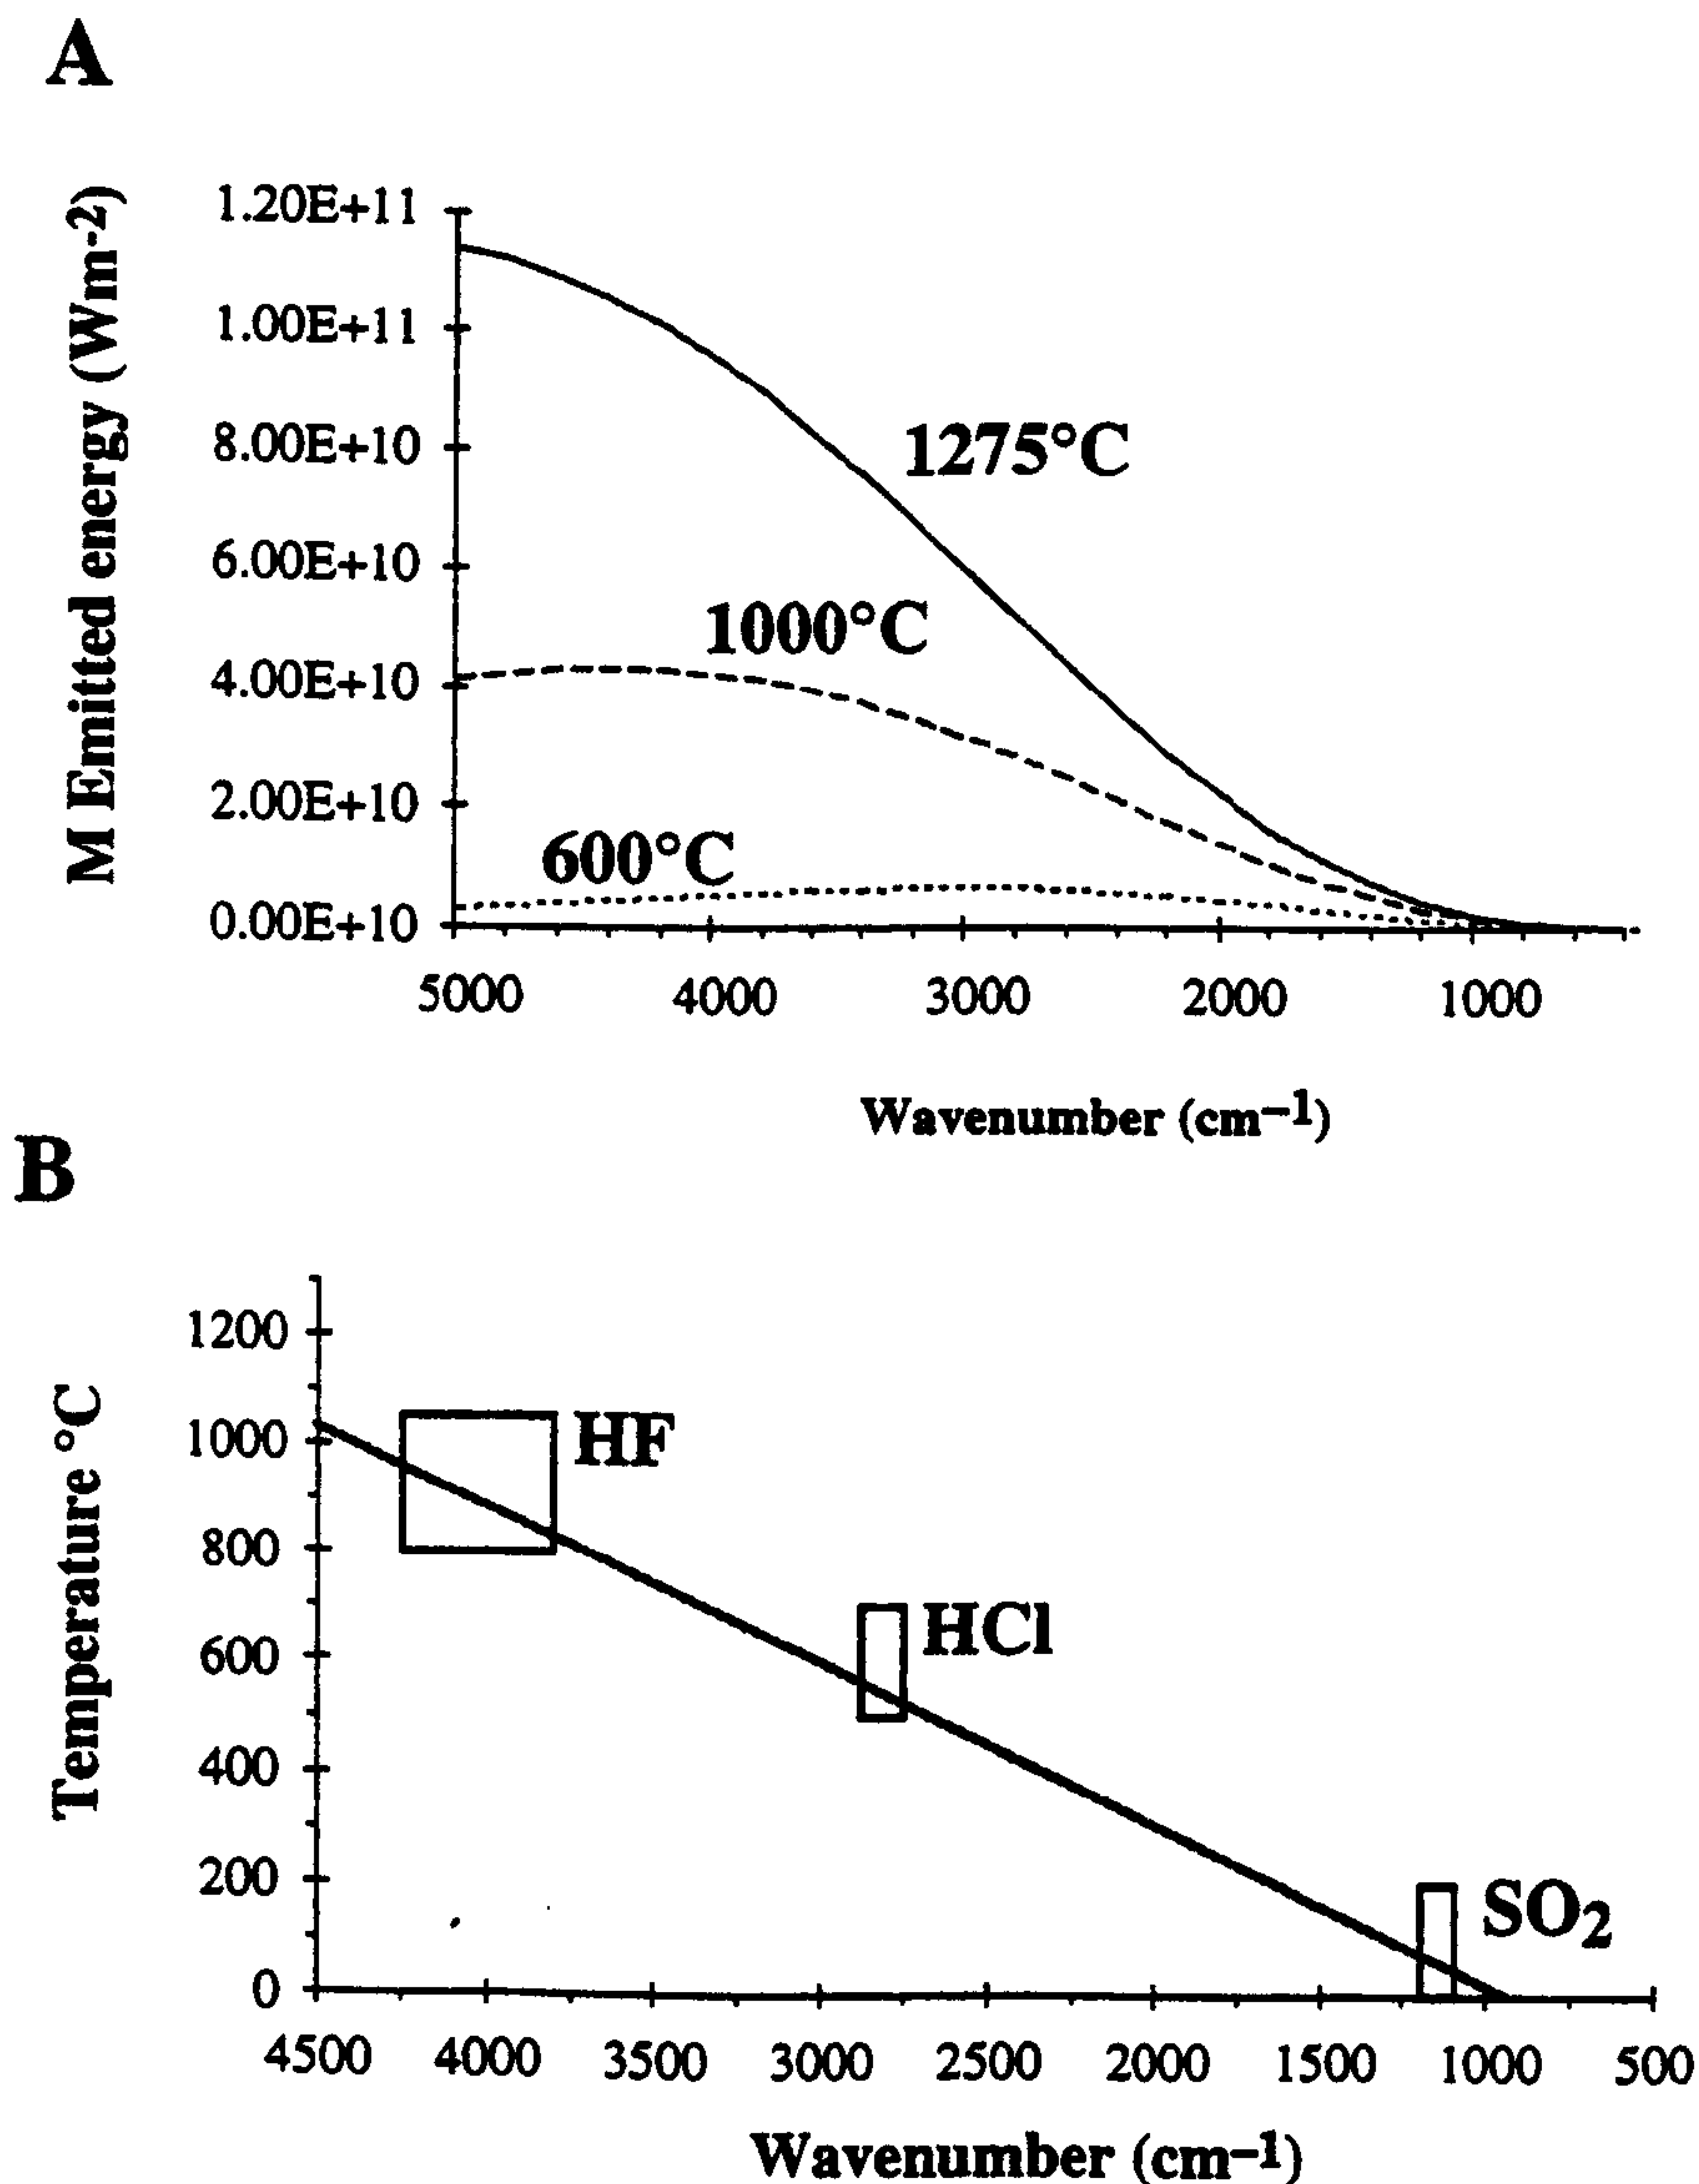 A
M Emitted energy (Wm-2)
1.20E+11
1.00E+11
8.00E+10
6.00E+10
4.00E+10
2.00E+10
0.00E+10
1275°C
1000°C
600°C
5000 4000 3000 2000 1000
Wavenumber (cm−1)
B
Temperature °C
1200
1000
800
600
400
200
0
HF
HCl
SO2
4500 4000 3500 3000 2500 2000 1500 1000 500
Wavenumber (cm−1)